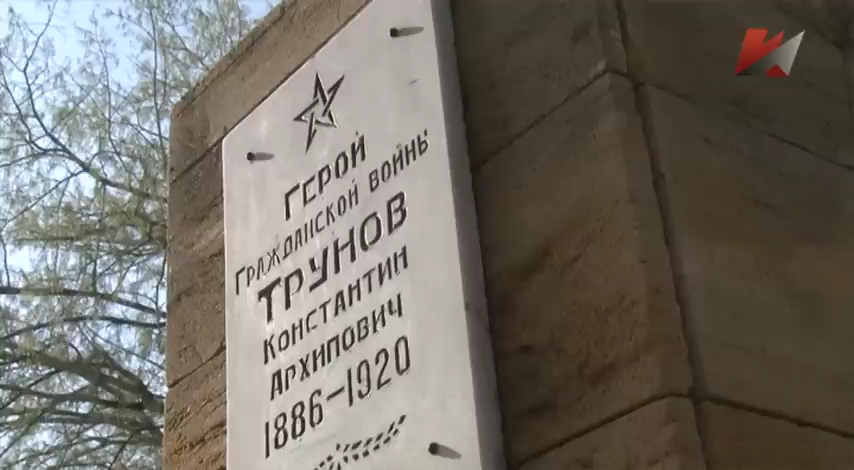 ГЕРОЙ
ГРАЖДАНСКОЙ ВОЙНЫ
ТРУНОВ
КОНСТАНТИН
АРХИПОВИЧ
1886-1920